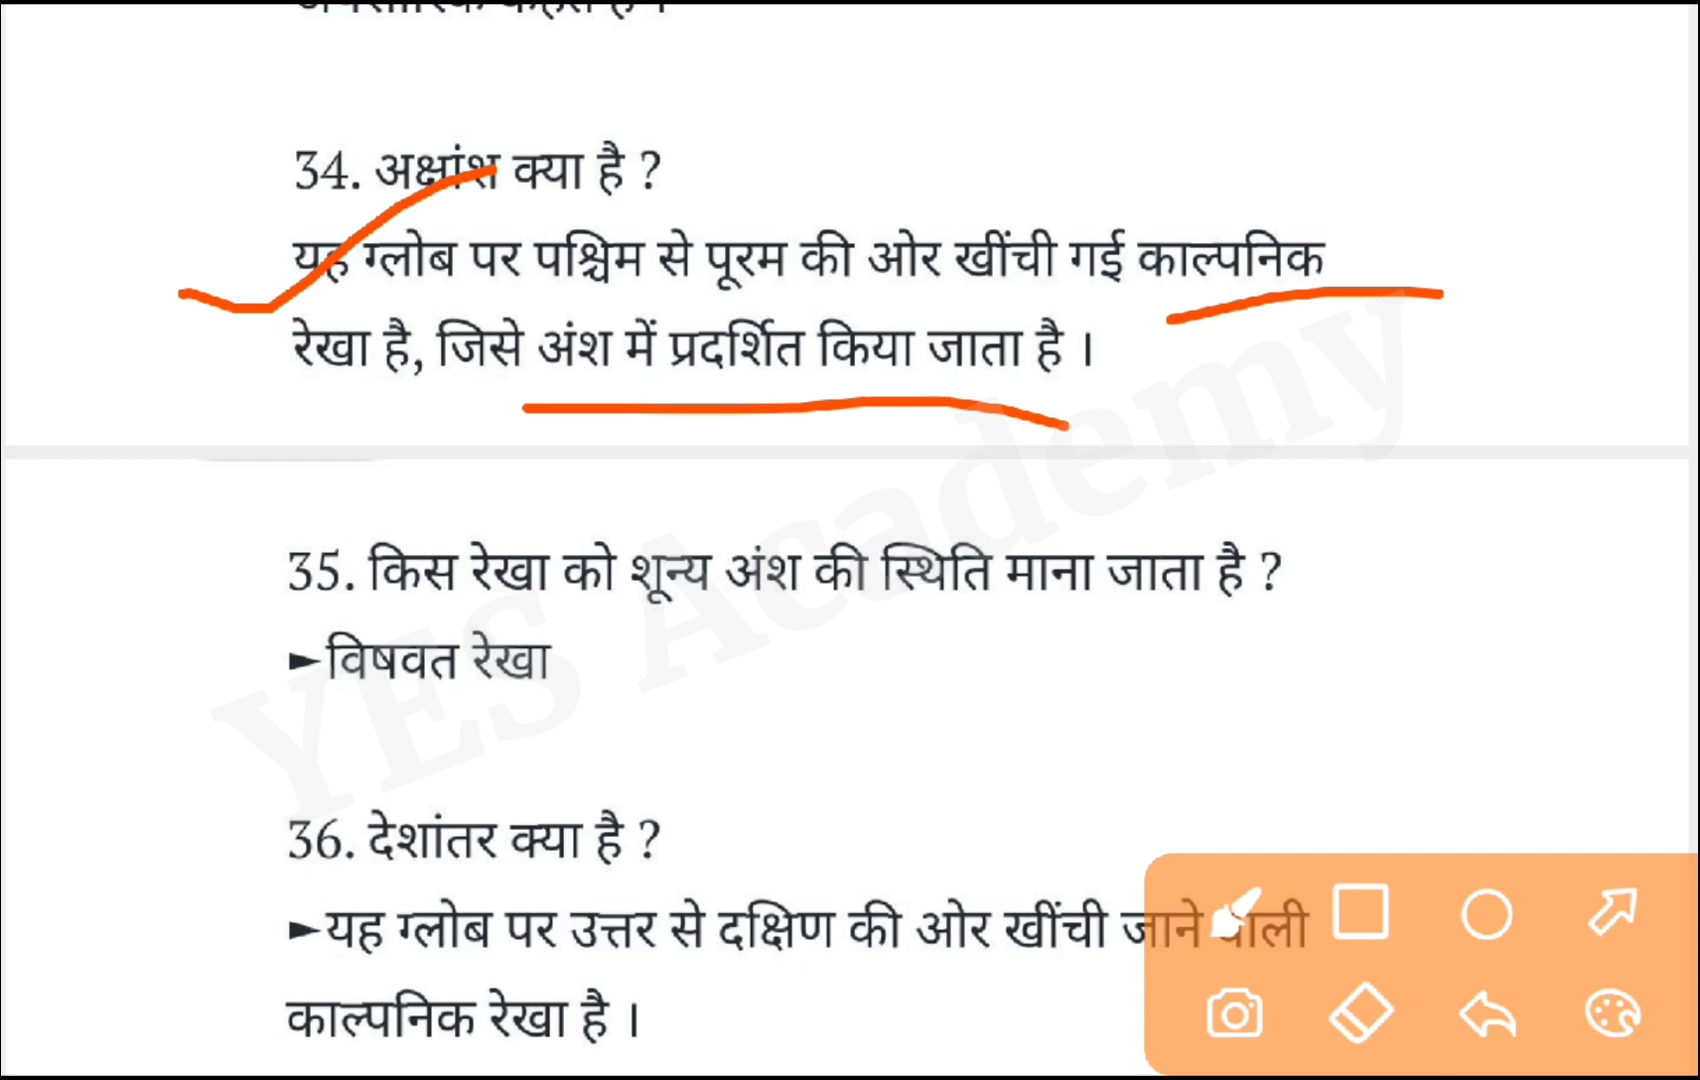 34. अक्षांश क्या है ?
यह ग्लोब पर पश्चिम से पूरम की ओर खींची गई काल्पनिक
रेखा है, जिसे अंश में प्रदर्शित किया जाता है ।
35. किस रेखा को शून्य अंश की स्थिति माना जाता है ?
►विषवत रेखा
36. देशांतर क्या है ?
►यह ग्लोब पर उत्तर से दक्षिण की ओर खींची जाने वाली
काल्पनिक रेखा है ।
YES Academy